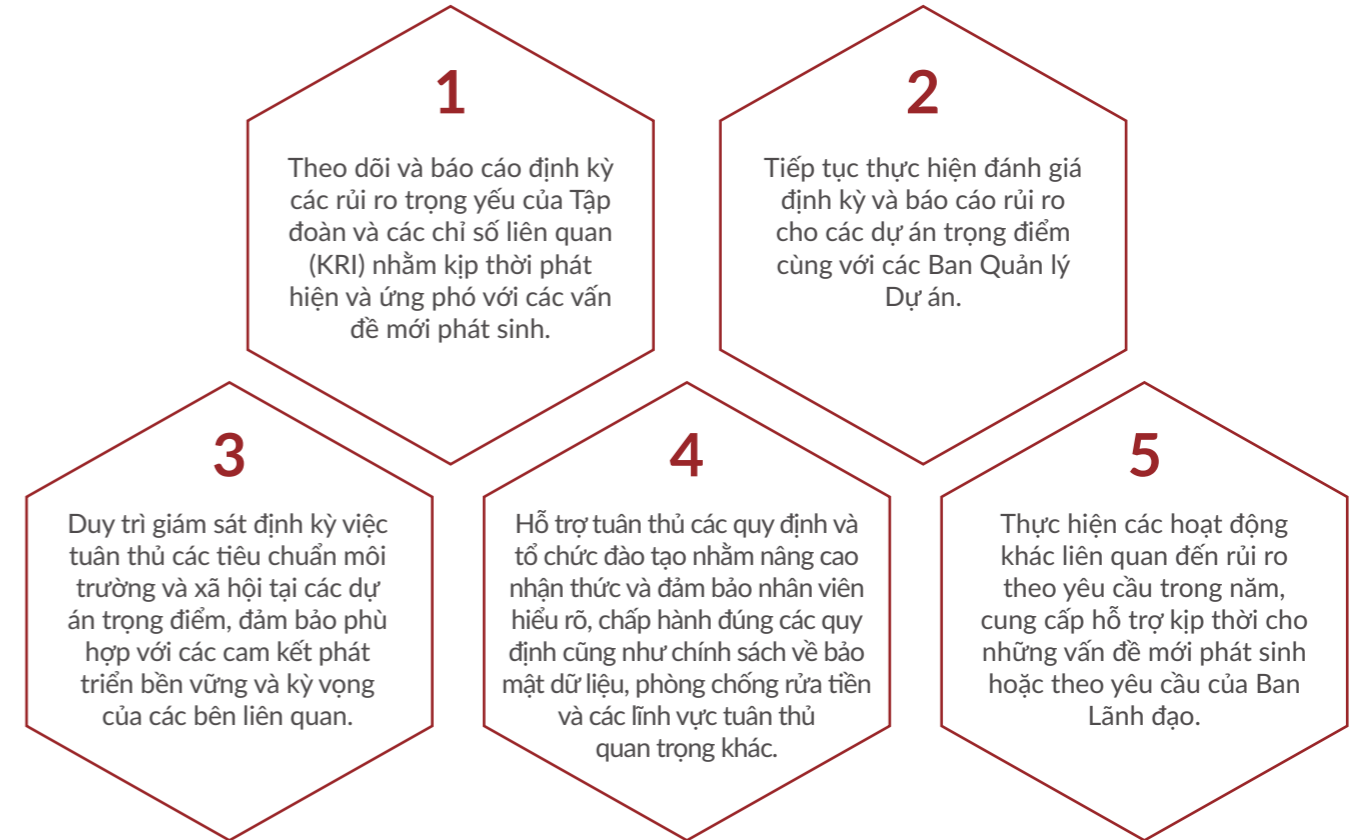 1
Theo dõi và báo cáo định kỳ
các rủi ro trọng yếu của Tập
đoàn và các chỉ số liên quan
(KRI) nhằm kịp thời phát
hiện và ứng phó với các vấn
đề mới phát sinh.
2
Tiếp tục thực hiện đánh giá
định kỳ và báo cáo rủi ro
cho các dự án trọng điểm
cùng với các Ban Quản lý
Dự án.
3
Duy trì giám sát định kỳ việc
tuân thủ các tiêu chuẩn môi
trường và xã hội tại các dự
án trọng điểm, đảm bảo phù
hợp với các cam kết phát
triển bền vững và kỳ vọng
của các bên liên quan.
4
Hỗ trợ tuân thủ các quy định và
tổ chức đào tạo nhằm nâng cao
nhận thức và đảm bảo nhân viên
hiểu rõ, chấp hành đúng các quy
định cũng như chính sách về bảo
mật dữ liệu, phòng chống rửa tiền
và các lĩnh vực tuân thủ
quan trọng khác.
5
Thực hiện các hoạt động
khác liên quan đến rủi ro
theo yêu cầu trong năm,
cung cấp hỗ trợ kịp thời cho
những vấn đề mới phát sinh
hoặc theo yêu cầu của Ban
Lãnh đạo.